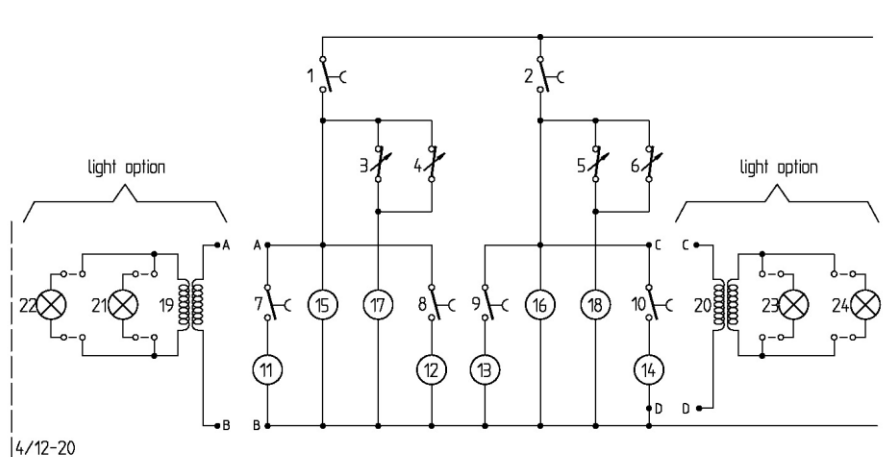 1 2
3 4 5 6
light option light option
A A C C
22 21 19 7 15 17 8 9 16 18 10 20 23 24
11 12 13 14
D D
B B
4/12-20